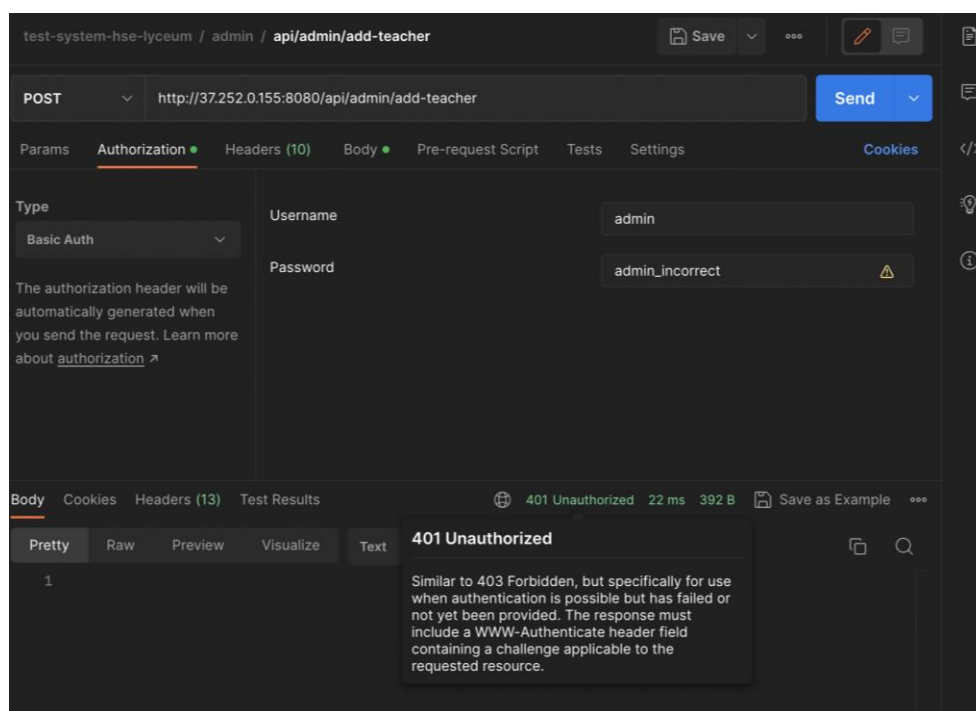 test-system-hse-lyceum / admin / api/admin/add-teacher Save
POST http://37.252.0.155:8080/api/admin/add-teacher Send
Params Authorization Headers (10) Body Pre-request Script Tests Settings Cookies
Type
Basic Auth
The authorization header will be
automatically generated when
you send the request. Learn more
about authorization ↗
Username admin
Password admin_incorrect
Body Cookies Headers (13) Test Results 401 Unauthorized 22 ms 392 B Save as Example
Pretty Raw Preview Visualize Text
1
401 Unauthorized
Similar to 403 Forbidden, but specifically for use
when authentication is possible but has failed or
not yet been provided. The response must
include a WWW-Authenticate header field
containing a challenge applicable to the
requested resource.